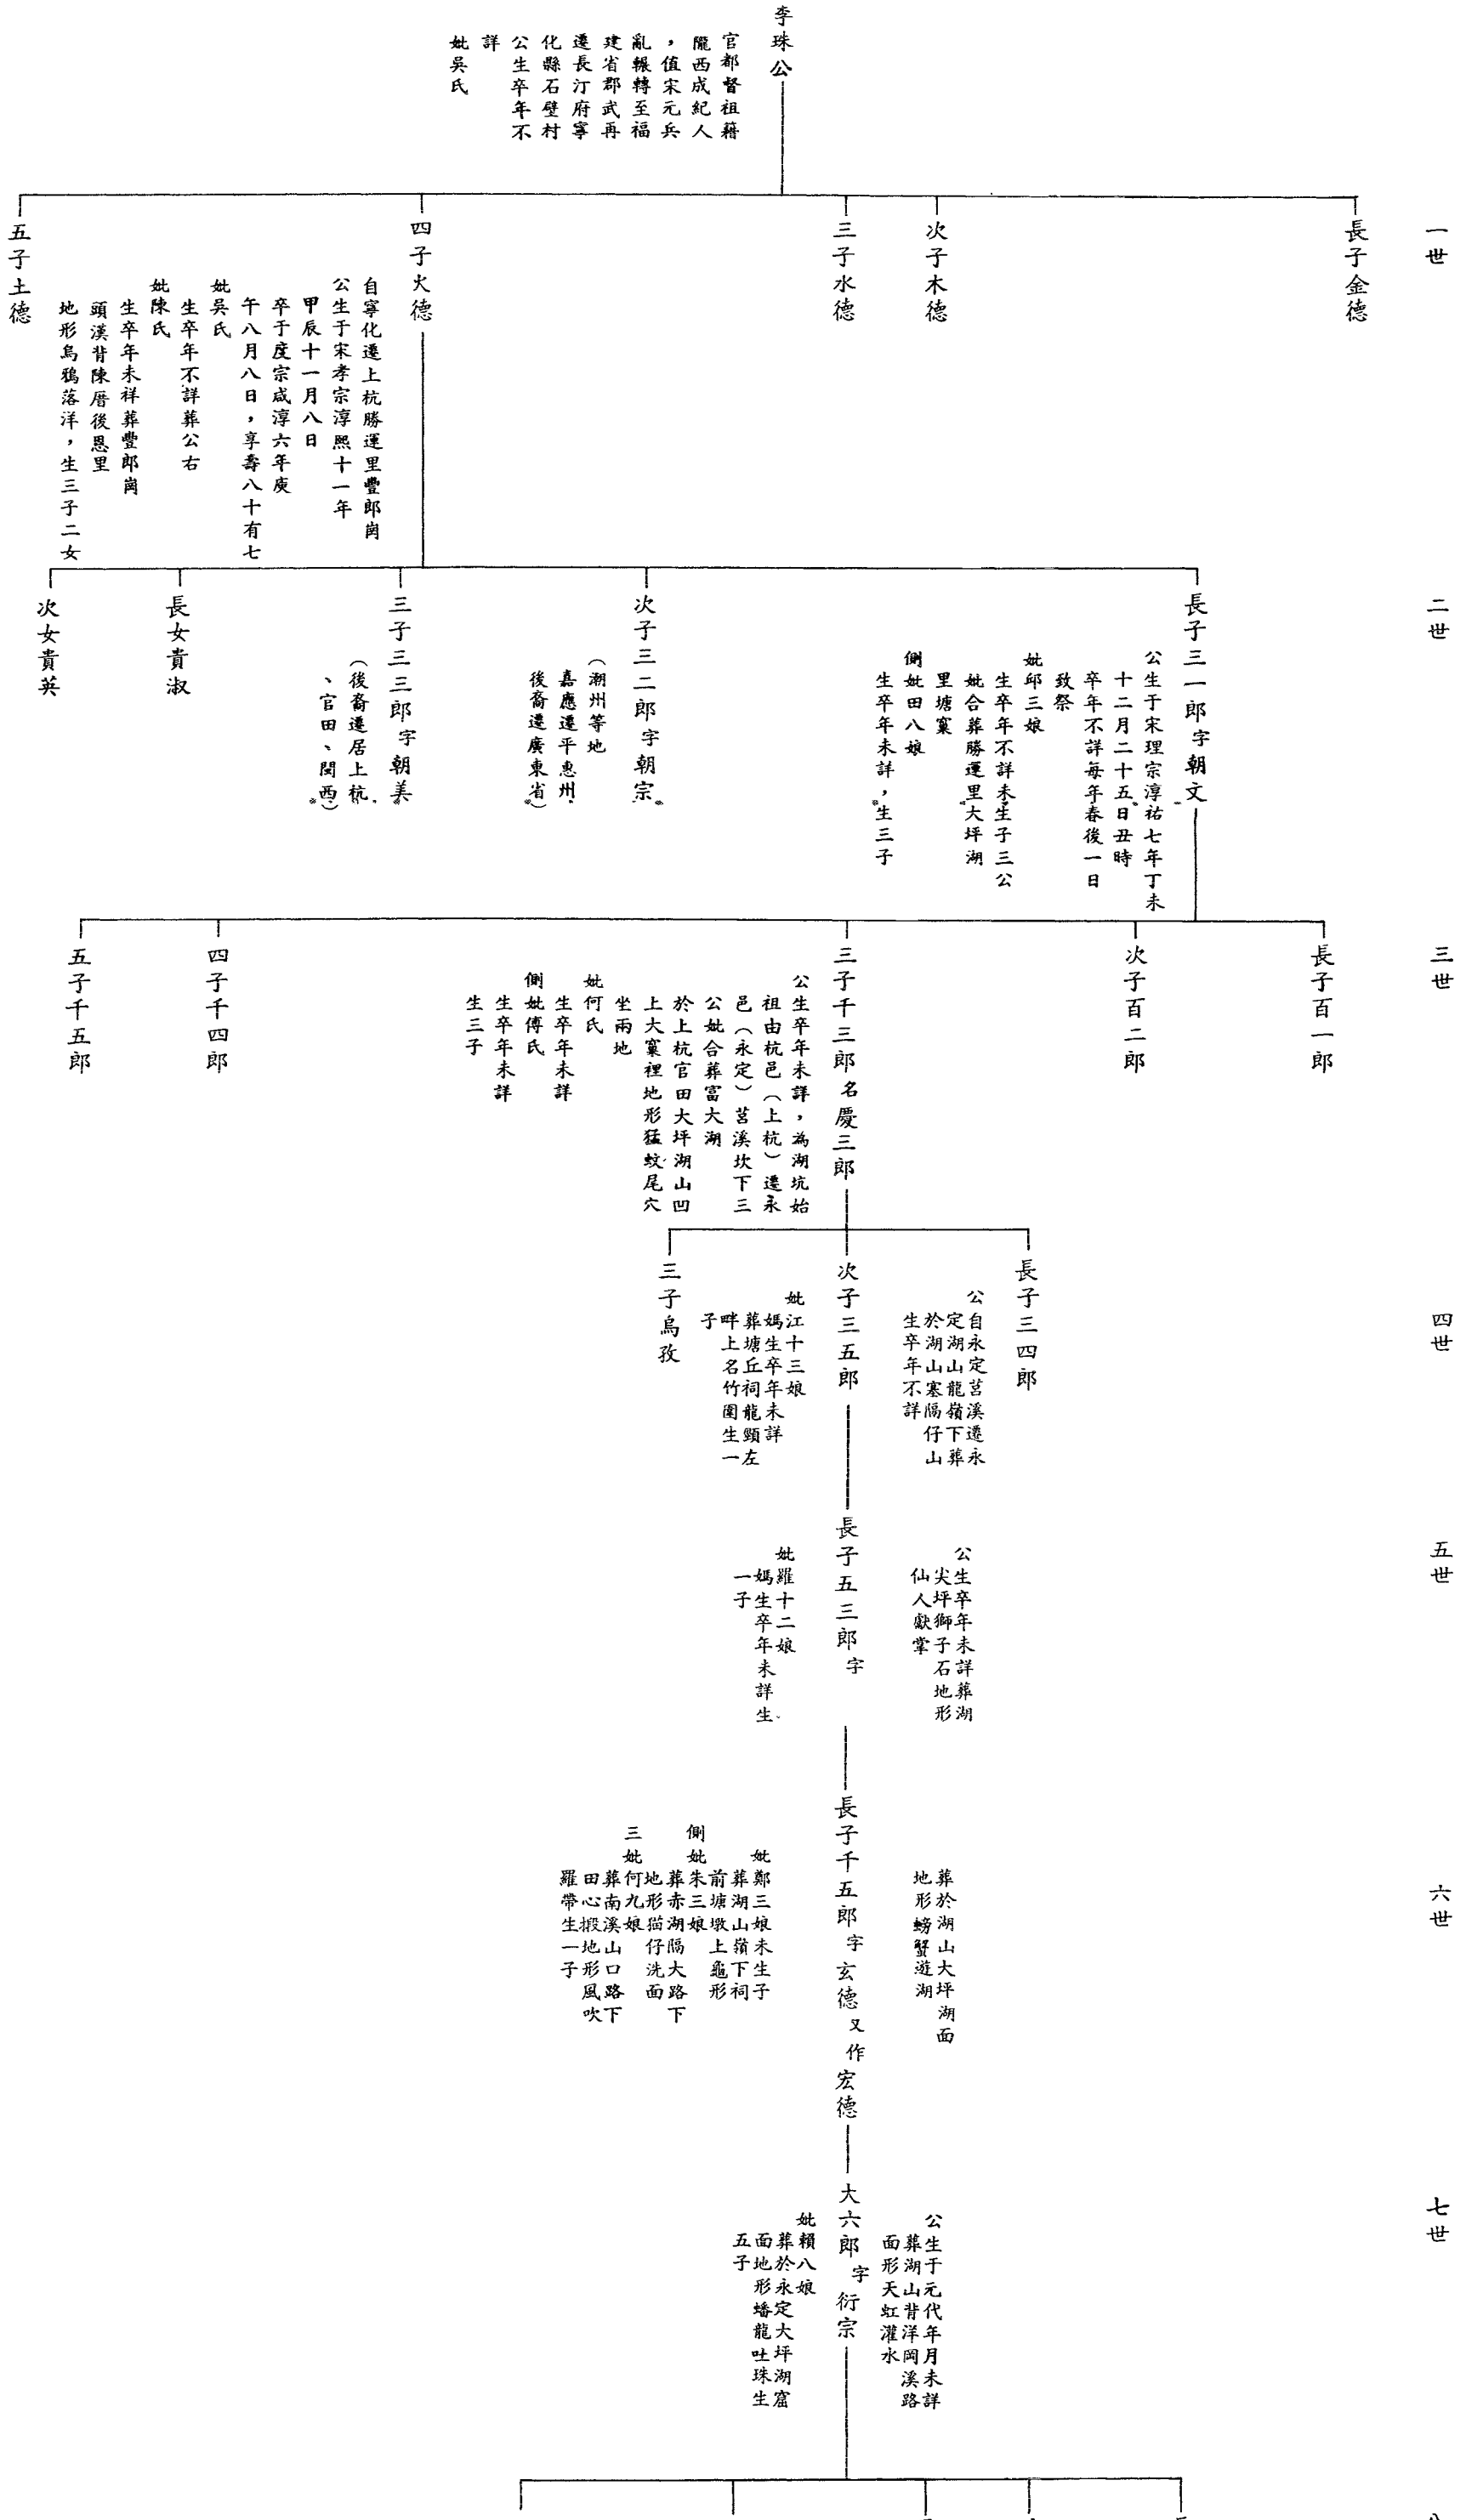 李珠公
官都督祖籍
隴西成紀人
，值宋元兵
亂輾轉至福
建省郡武再
遷長汀府寧
化縣石壁村
公生卒年不
詳
妣吳氏
一世
長子金德
次子木德
三子水德
四子火德
自寧化遷上杭勝運里豐郎崗
公生于宋孝宗淳熙十一年
甲辰十一月八日
卒于度宗咸淳六年庚
午八月八日，享壽八十有七
妣吳氏
生卒年不詳葬公右
妣陳氏
生卒年未祥葬豐郎崗
頭漢背陳厝後恩里
地形烏鴉落洋，生三子二女
五子土德
二世
長子三一郎字朝文
公生于宋理宗淳祐七年丁未
十二月二十五日丑時
卒年不詳每年春後一日
致祭
妣邱三娘
生卒年不詳未生子三公
妣合葬勝運里大坪湖
里塘窠
側妣田八娘
生卒年未詳，生三子
次子三二郎字朝宗
（潮州等地
嘉應遷平惠州
後裔遷廣東省）
三子三三郎字朝美
（後裔遷居上杭
、官田、閩西）
長女貴淑
次女貴英
三世
長子百一郎
次子百二郎
三子千三郎名慶三郎
公生卒年未詳，為湖坑始
祖由杭邑（上杭）遷永
邑（永定）莒溪坎下三
公妣合葬富大湖
於上杭官田大坪湖山凹
上大窠裡地形猛蚊尾穴
坐兩地
妣何氏
生卒年未詳
側妣傅氏
生卒年未詳
生三子
四子千四郎
五子千五郎
四世
長子三四郎
公自永定莒溪遷永
定湖山龍嶺下葬
於湖山寨隔仔山
生卒年不詳
次子三五郎
妣江十三娘
媽生卒年未詳
葬塘丘祠龍頸左
畔上名竹圍生一
子
三子烏孜
五世
公生卒年未詳葬湖
尖坪獅子石地形
仙人獻掌
長子五三郎字
妣羅十二娘
媽生卒年未詳生
一子
六世
葬於湖山大坪湖面
地形螃蟹遊湖
長子千五郎字玄德又作宏德
妣鄭三娘未生子
葬湖山嶺下祠
前塘墩上龜形
側妣朱三娘
葬赤湖隔大路下
地形猫仔洗面
三妣何九娘
葬南溪山口路下
田心塅地形風吹
羅帶生一子
七世
公生于元代年月未詳
葬湖山背洋岡溪路
面形天虹灌水
大六郎字衍宗
妣賴八娘
葬於永定大坪湖窟
面地形蟠龍吐珠生
五子